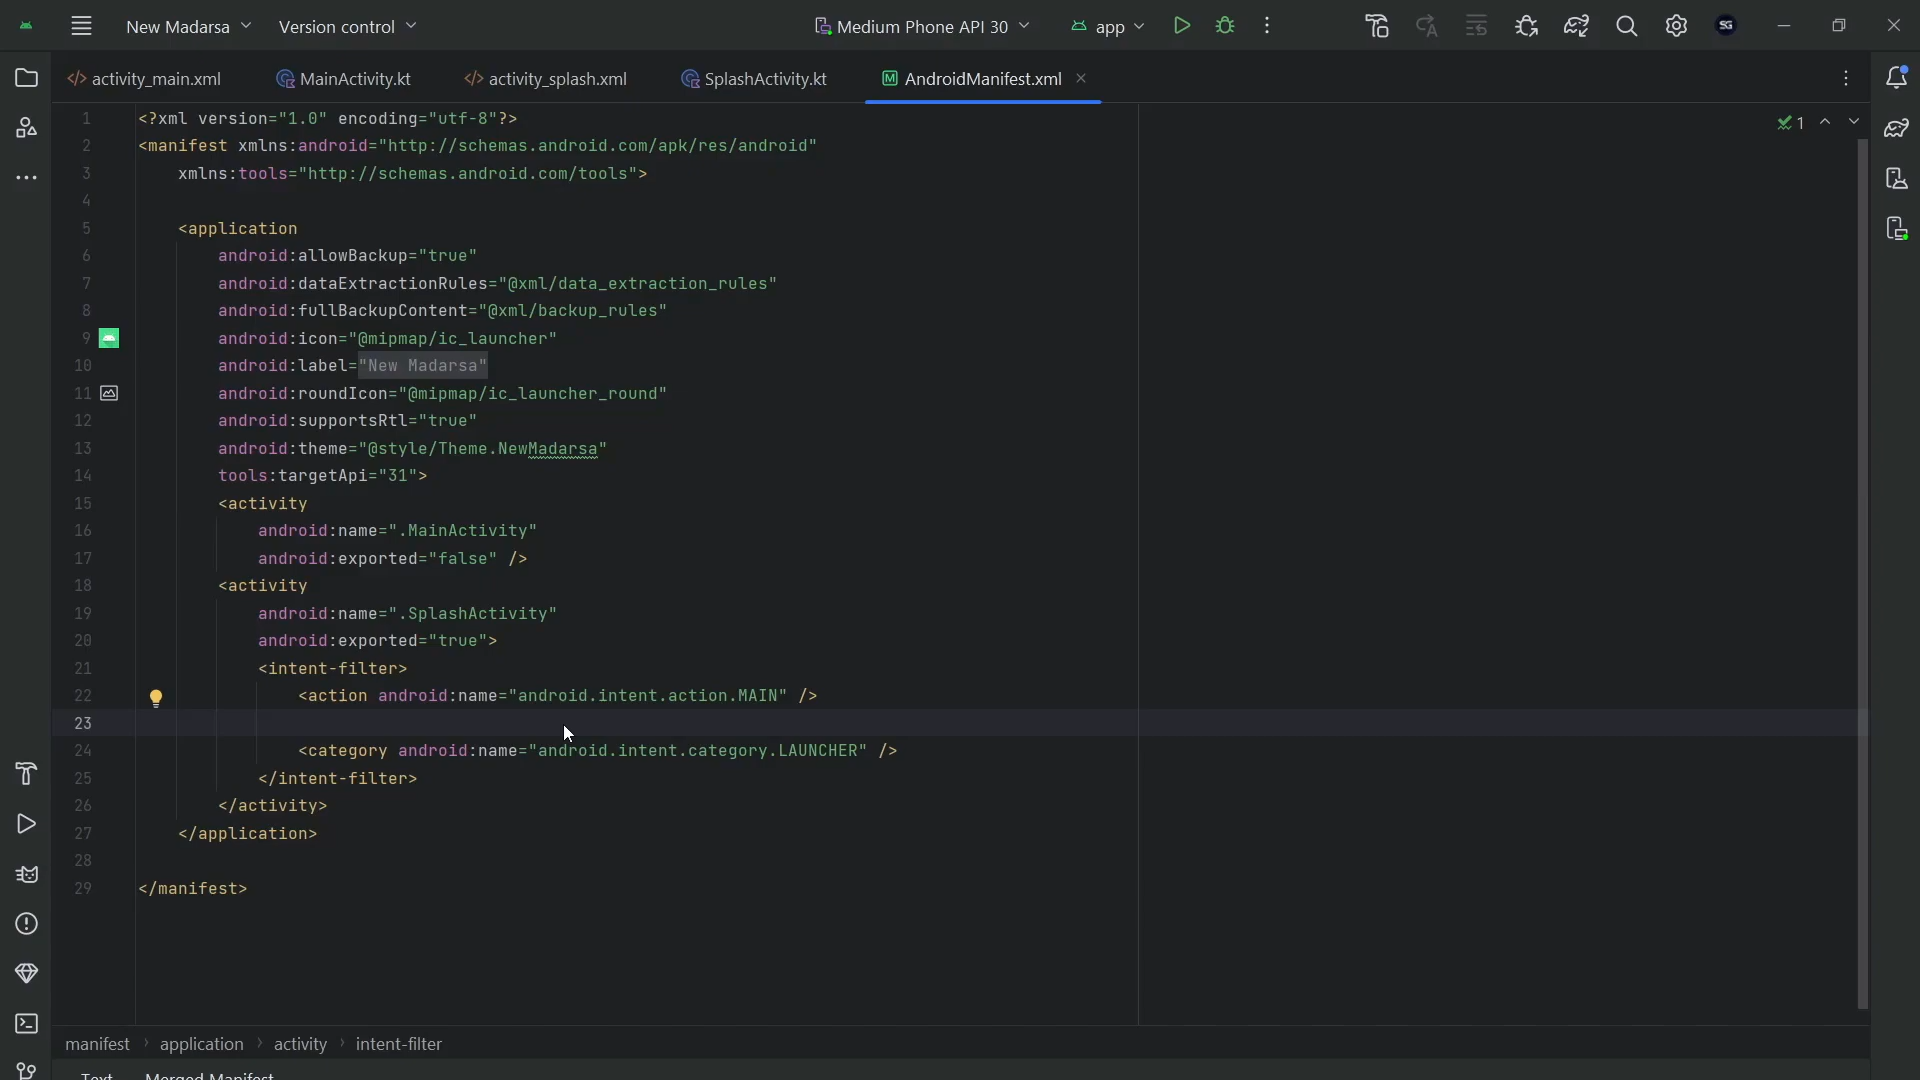 New Madarsa Version control Medium Phone API 30 app SG
activity_main.xml MainActivity.kt activity_splash.xml SplashActivity.kt AndroidManifest.xml
1 <?xml version="1.0" encoding="utf-8"?> 1
2 <manifest xmlns:android="http://schemas.android.com/apk/res/android"
3 xmlns:tools="http://schemas.android.com/tools">
4
5 <application
6 android:allowBackup="true"
7 android:dataExtractionRules="@xml/data_extraction_rules"
8 android:fullBackupContent="@xml/backup_rules"
9 android:icon="@mipmap/ic_launcher"
10 android:label="New Madarsa"
11 android:roundIcon="@mipmap/ic_launcher_round"
12 android:supportsRtl="true"
13 android:theme="@style/Theme.NewMadarsa"
14 tools:targetApi="31">
15 <activity
16 android:name=".MainActivity"
17 android:exported="false" />
18 <activity
19 android:name=".SplashActivity"
20 android:exported="true">
21 <intent-filter>
22 <action android:name="android.intent.action.MAIN" />
23
24 <category android:name="android.intent.category.LAUNCHER" />
25 </intent-filter>
26 </activity>
27 </application>
28
29 </manifest>
manifest › application › activity › intent-filter
Text Merged Manifest